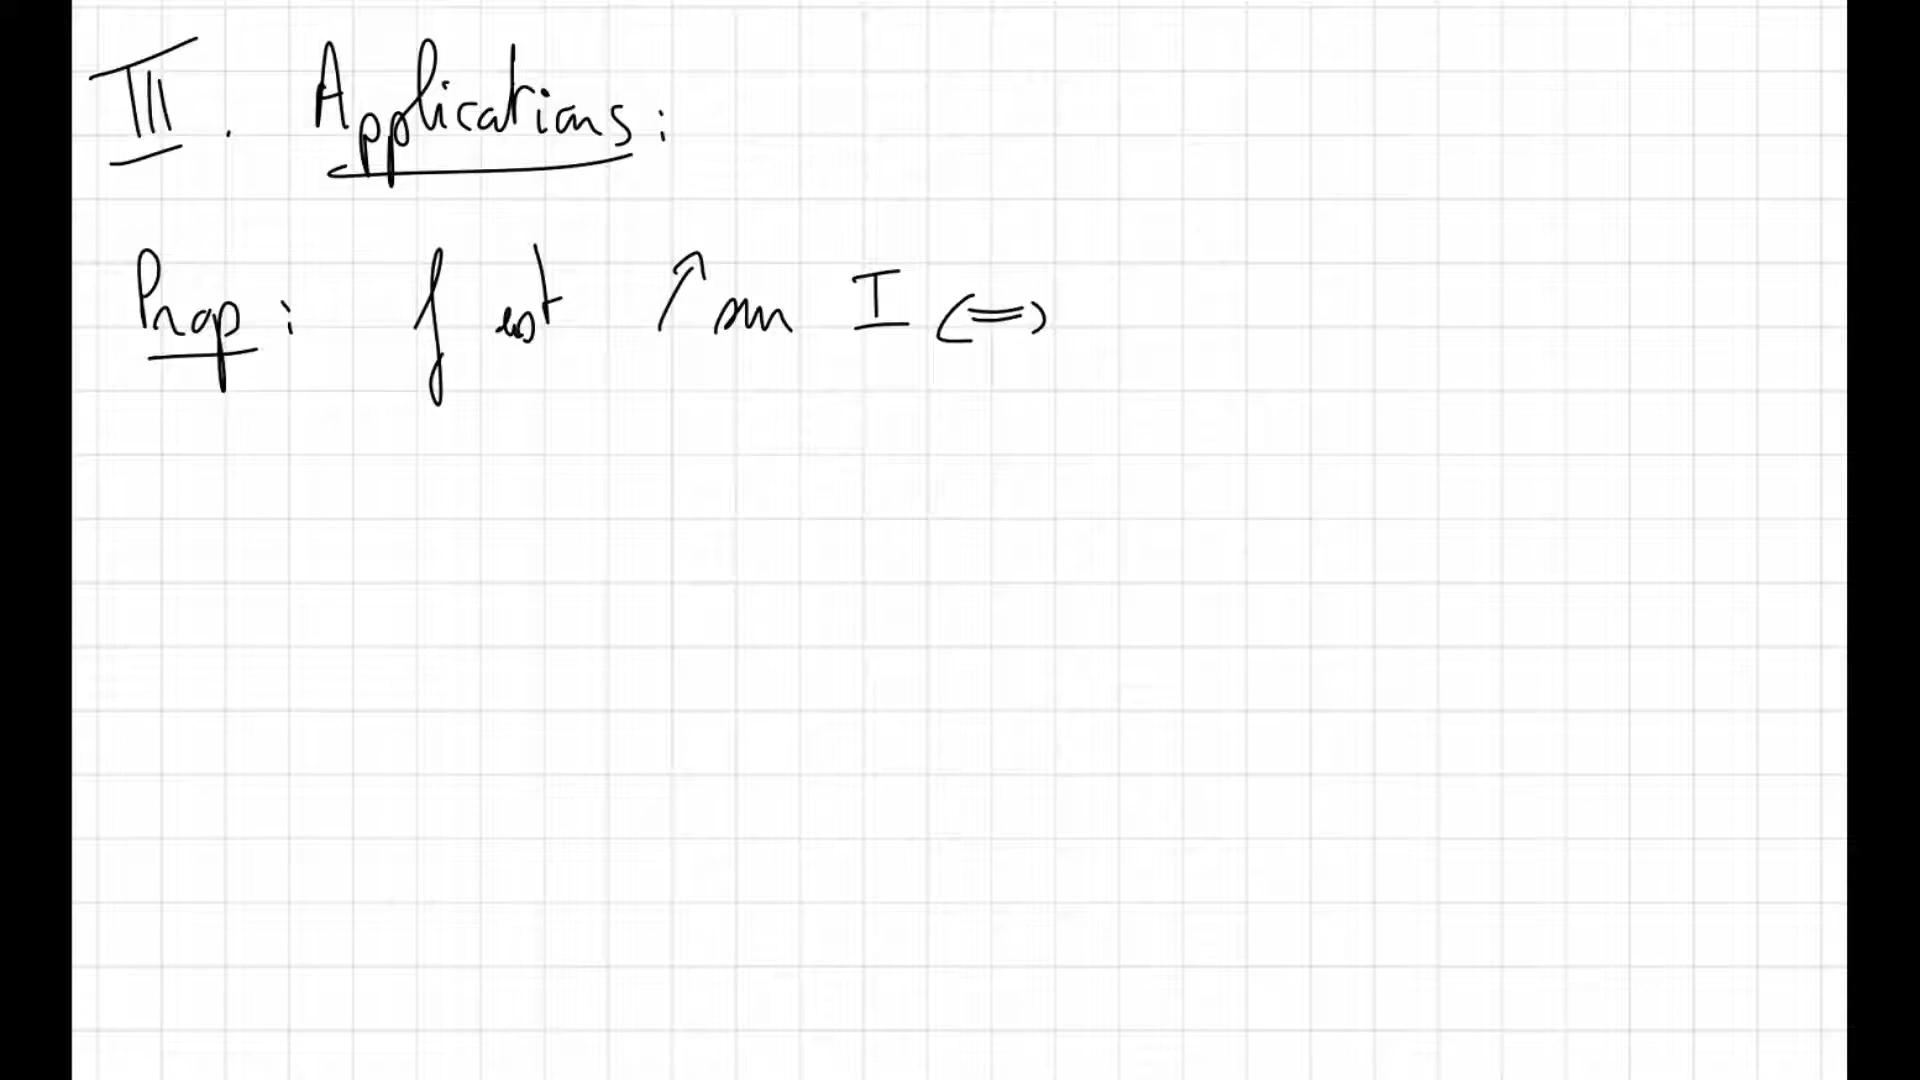 III. Applications:
Prop: f est ↗ sur I (=)